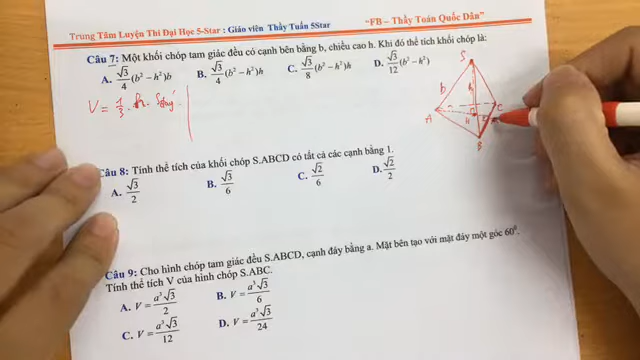 Trung Tâm Luyện Thi Đại Học 5-Star : Giáo viên Thầy Tuấn 5Star "FB – Thầy Toán Quốc Dân"
Câu 7: Một khối chóp tam giác đều có cạnh bên bằng b, chiều cao h. Khi đó thể tích khối chóp là:
A. √3/4 (b² − h²)b B. √3/4 (b² − h²)h C. √3/8 (b² − h²)h D. √3/12 (b² − h²)
V = 1/3 . h. Sđáy
S
b
h
A
C
H
B
Câu 8: Tính thể tích của khối chóp S.ABCD có tất cả các cạnh bằng 1.
A. √3/2 B. √3/6 C. √2/6 D. √2/2
Câu 9: Cho hình chóp tam giác đều S.ABCD, cạnh đáy bằng a. Mặt bên tạo với mặt đáy một góc 60⁰.
Tính thể tích V của hình chóp S.ABC.
A. V = a³√3/2 B. V = a³√3/6
C. V = a³√3/12 D. V = a³√3/24